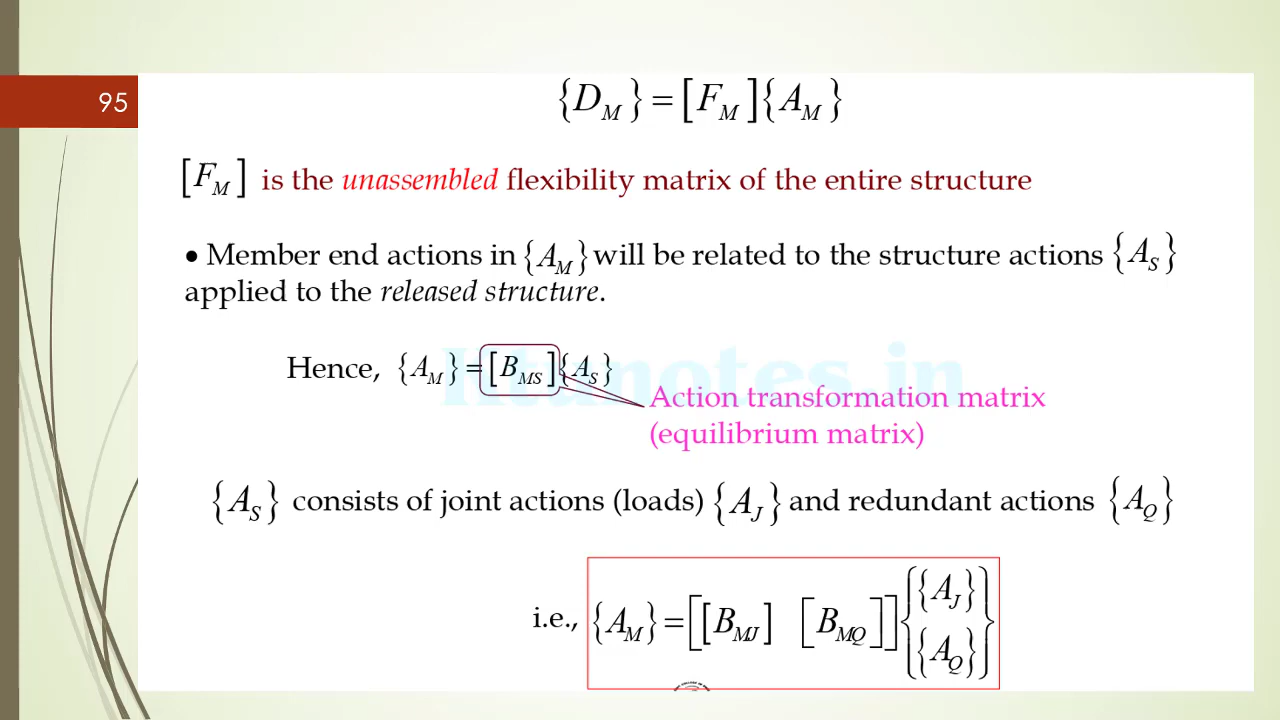 95
{D_M} = [F_M]{A_M}
[F_M] is the unassembled flexibility matrix of the entire structure
• Member end actions in {A_M} will be related to the structure actions {A_S}
applied to the released structure.
Hence, {A_M} = [B_MS]{A_S}
Action transformation matrix
(equilibrium matrix)
{A_S} consists of joint actions (loads) {A_J} and redundant actions {A_Q}
i.e., {A_M} = [[B_MJ] [B_MQ]] {{A_J} {A_Q}}